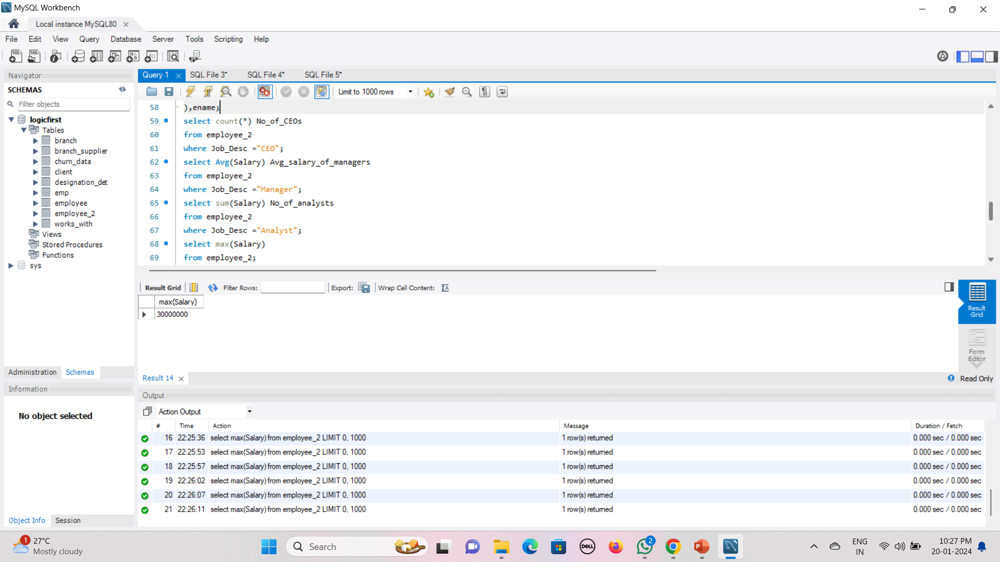 MySQL Workbench
Local instance MySQL80
File Edit View Query Database Server Tools Scripting Help
Navigator
SCHEMAS
Filter objects
logicfirst
Tables
branch
branch_supplier
churn_data
client
designation_det
emp
employee
employee_2
works_with
Views
Stored Procedures
Functions
sys
Administration Schemas
Information
No object selected
Object Info Session
Query 1 SQL File 3* SQL File 4* SQL File 5*
Limit to 1000 rows
58 ),ename;
59 select count(*) No_of_CEOs
60 from employee_2
61 where Job_Desc ="CEO";
62 select Avg(Salary) Avg_salary_of_managers
63 from employee_2
64 where Job_Desc ="Manager";
65 select sum(Salary) No_of_analysts
66 from employee_2
67 where Job_Desc ="Analyst";
68 select max(Salary)
69 from employee_2;
Result Grid Filter Rows: Export: Wrap Cell Content:
max(Salary)
30000000
Result Grid
Form Editor
Result 14
Read Only
Output
Action Output
# Time Action Message Duration / Fetch
16 22:25:36 select max(Salary) from employee_2 LIMIT 0, 1000 1 row(s) returned 0.000 sec / 0.000 sec
17 22:25:53 select max(Salary) from employee_2 LIMIT 0, 1000 1 row(s) returned 0.000 sec / 0.000 sec
18 22:25:57 select max(Salary) from employee_2 LIMIT 0, 1000 1 row(s) returned 0.000 sec / 0.000 sec
19 22:26:02 select max(Salary) from employee_2 LIMIT 0, 1000 1 row(s) returned 0.000 sec / 0.000 sec
20 22:26:07 select max(Salary) from employee_2 LIMIT 0, 1000 1 row(s) returned 0.000 sec / 0.000 sec
21 22:26:11 select max(Salary) from employee_2 LIMIT 0, 1000 1 row(s) returned 0.000 sec / 0.000 sec
1
27°C
Mostly cloudy
Search
DELL
2
ENG
IN
10:27 PM
20-01-2024